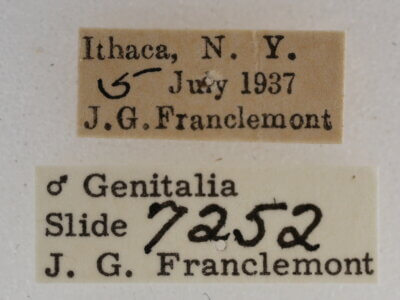 Ithaca, N. Y.
5 July 1937
J.G.Franclemont
♂ Genitalia
Slide 7252
J. G. Franclemont